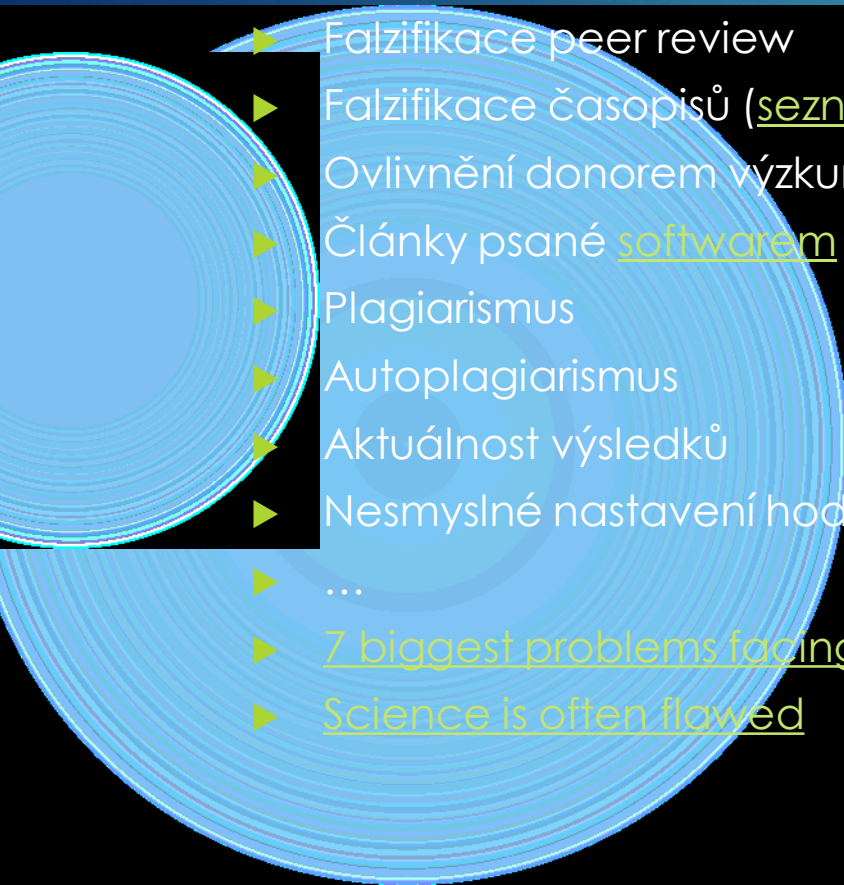 Falzifikace peer review
Falzifikace časopisů (sezn
Ovlivnění donorem výzku
Články psané softwarem
Plagiarismus
Autoplagiarismus
Aktuálnost výsledků
Nesmyslné nastavení hod
…
7 biggest problems facing
Science is often flawed